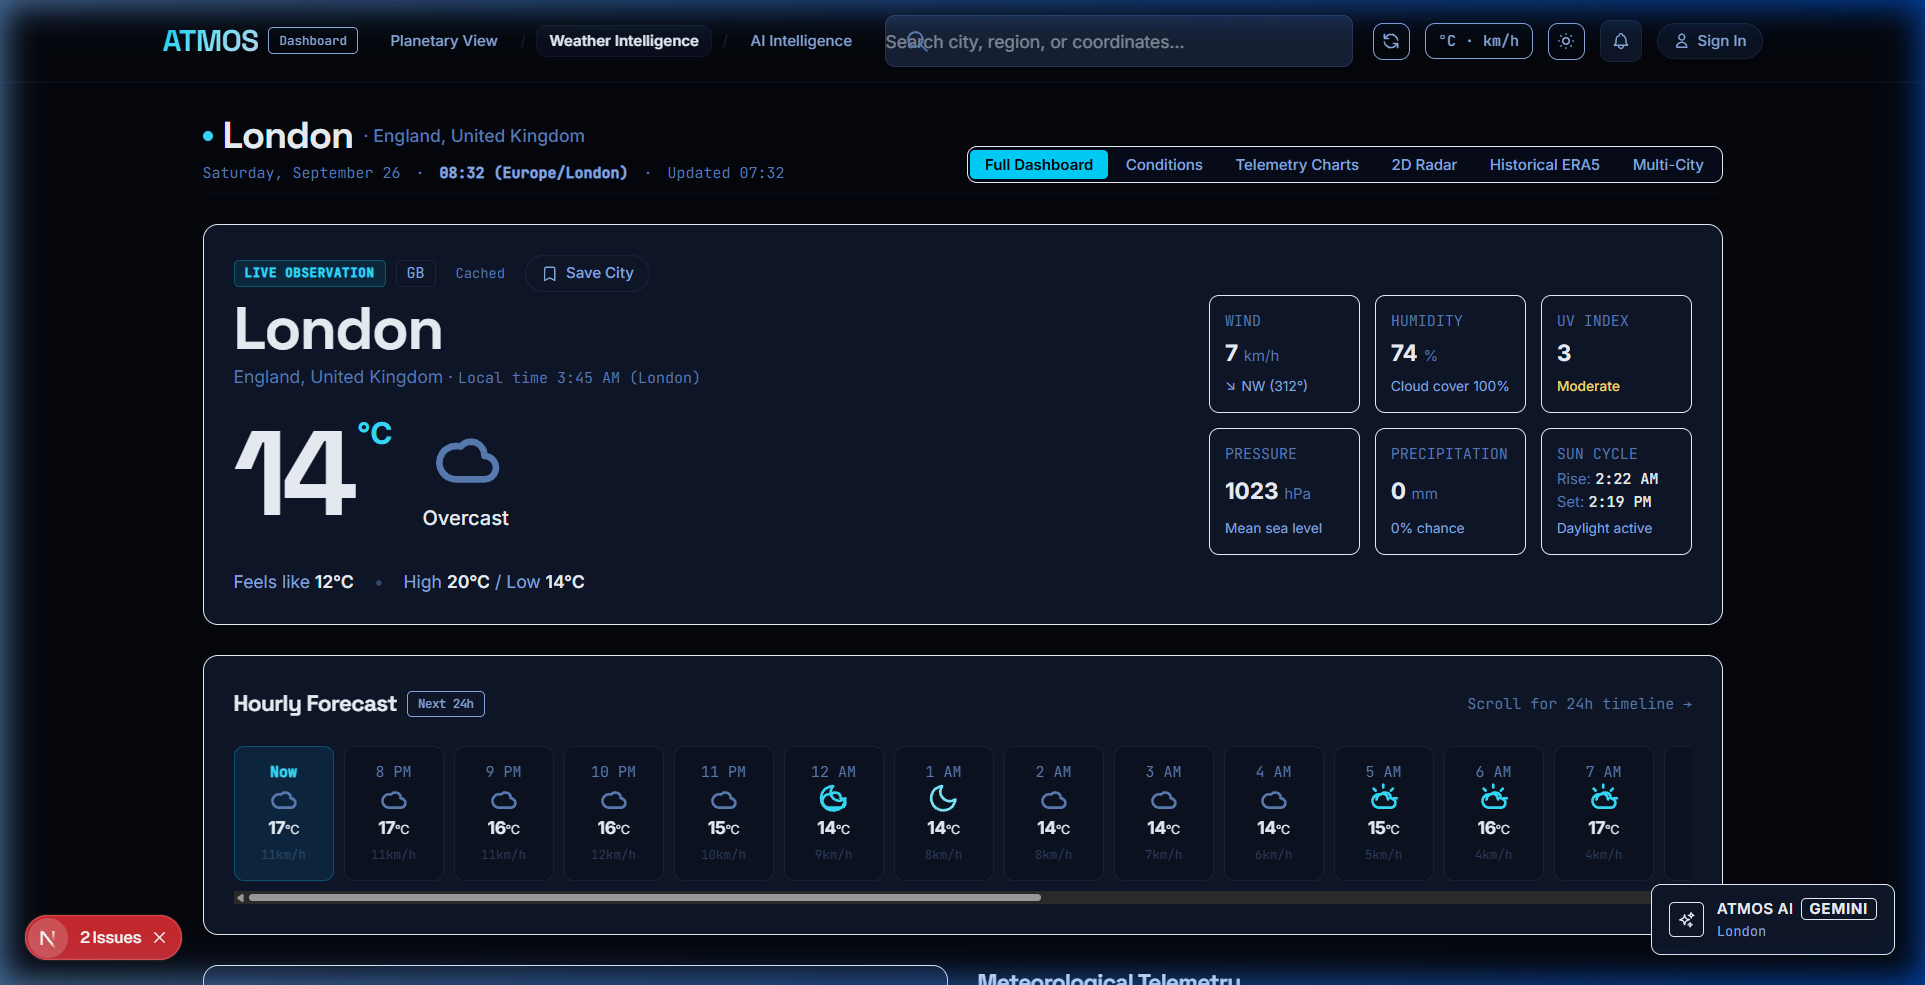 ATMOS Dashboard Planetary View / Weather Intelligence / AI Intelligence Search city, region, or coordinates... °C · km/h Sign In
London · England, United Kingdom
Saturday, September 26 · 08:32 (Europe/London) · Updated 07:32
Full Dashboard Conditions Telemetry Charts 2D Radar Historical ERA5 Multi-City
LIVE OBSERVATION GB Cached Save City
London
England, United Kingdom · Local time 3:45 AM (London)
14 °C
Overcast
Feels like 12°C • High 20°C / Low 14°C
WIND
7 km/h
↘ NW (312°)
HUMIDITY
74 %
Cloud cover 100%
UV INDEX
3
Moderate
PRESSURE
1023 hPa
Mean sea level
PRECIPITATION
0 mm
0% chance
SUN CYCLE
Rise: 2:22 AM
Set: 2:19 PM
Daylight active
Hourly Forecast Next 24h Scroll for 24h timeline →
Now 8 PM 9 PM 10 PM 11 PM 12 AM 1 AM 2 AM 3 AM 4 AM 5 AM 6 AM 7 AM
17°C 17°C 16°C 16°C 15°C 14°C 14°C 14°C 14°C 14°C 15°C 16°C 17°C
11km/h 11km/h 11km/h 12km/h 10km/h 9km/h 8km/h 8km/h 7km/h 6km/h 5km/h 4km/h 4km/h
N 2 Issues
ATMOS AI GEMINI
London
Meteorological Telemetry